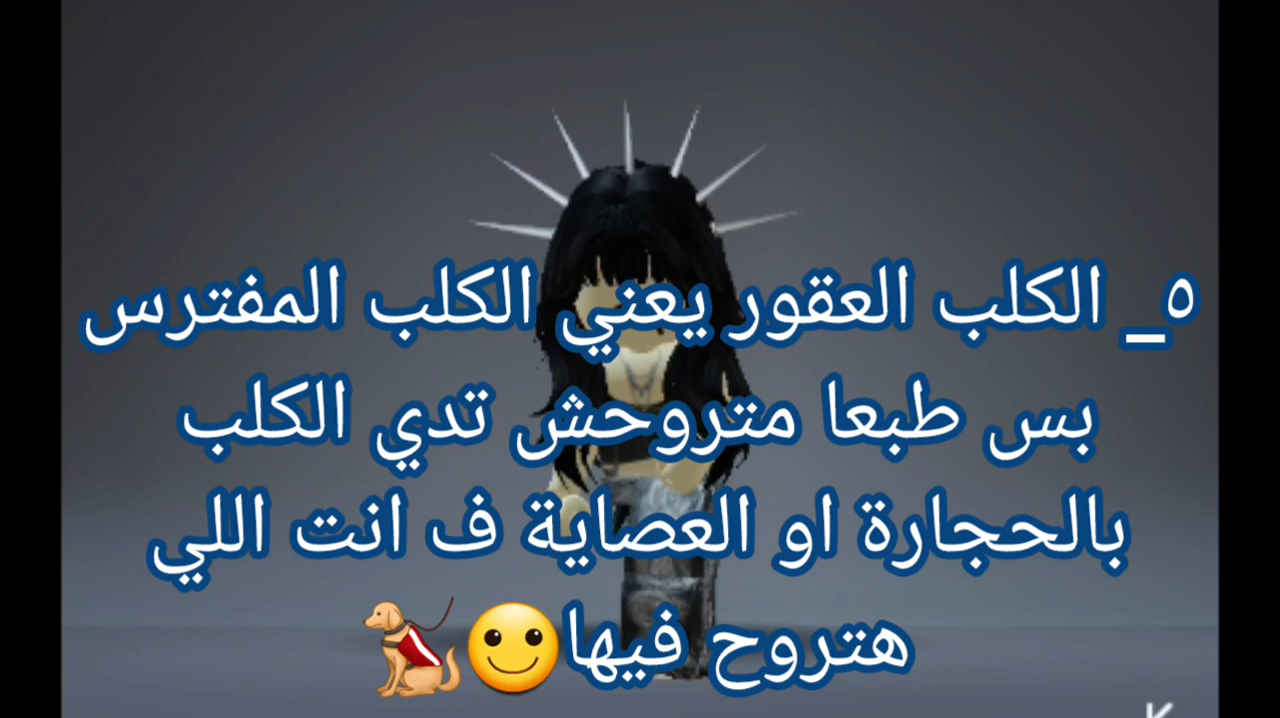 ٥_ الكلب العقور يعني الكلب المفترس
بس طبعا متروحش تدي الكلب
بالحجارة او العصاية ف انت اللي
هتروح فيها🙂🐕‍🦺
K